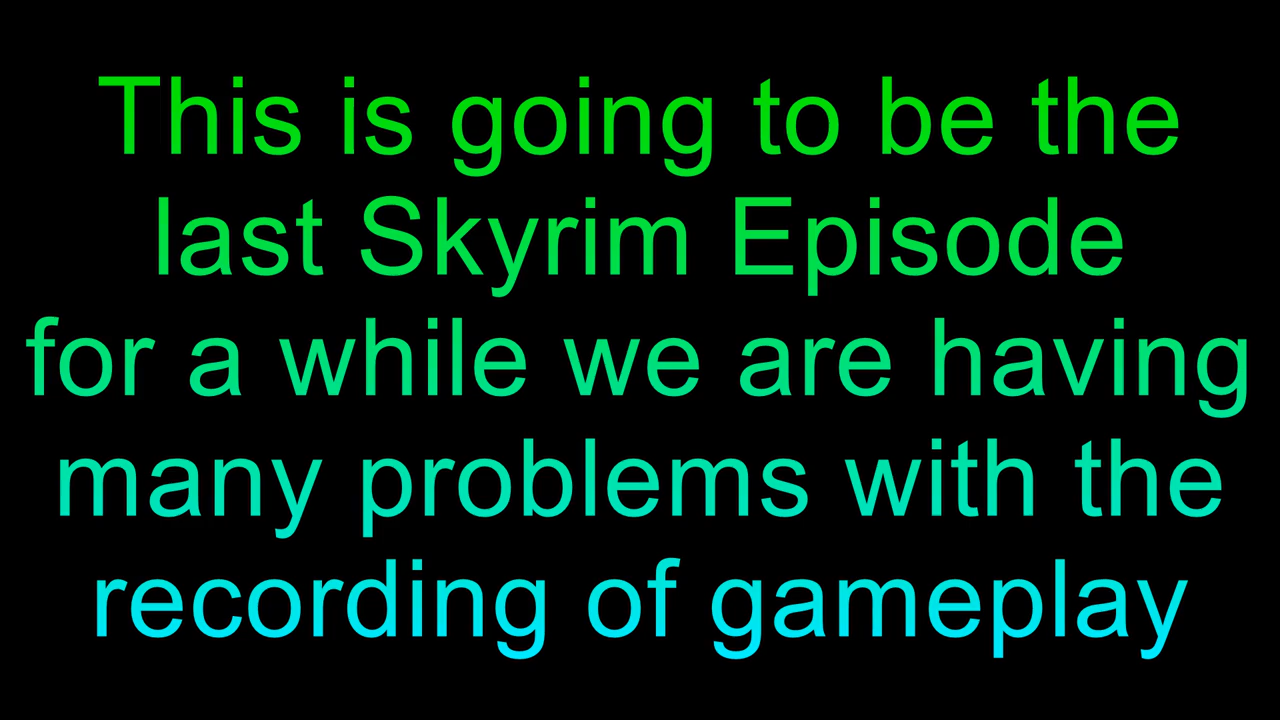 This is going to be the
last Skyrim Episode
for a while we are having
many problems with the
recording of gameplay